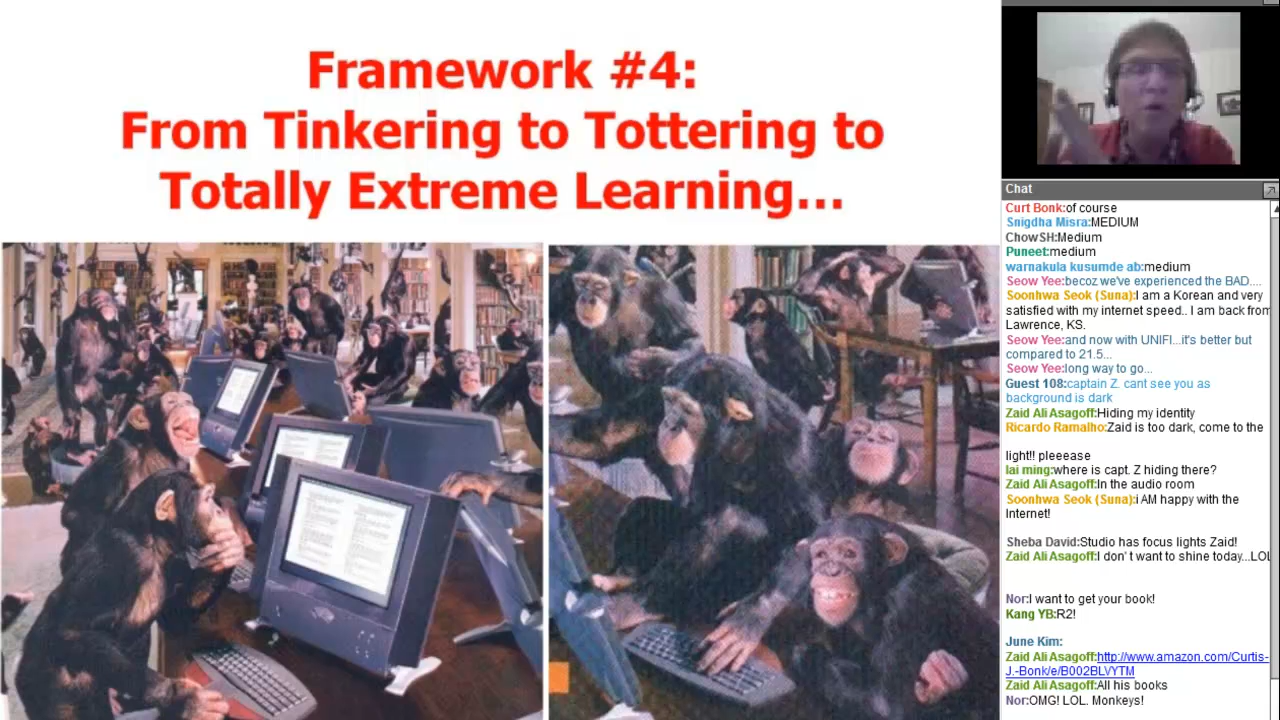 Framework #4:
From Tinkering to Tottering to
Totally Extreme Learning...
Chat
Curt Bonk:of course
Snigdha Misra:MEDIUM
ChowSH:Medium
Puneet:medium
warnakula kusumde ab:medium
Seow Yee:becoz we've experienced the BAD....
Soonhwa Seok (Suna):I am a Korean and very
satisfied with my internet speed.. I am back from
Lawrence, KS.
Seow Yee:and now with UNIFI...it's better but
compared to 21.5...
Seow Yee:long way to go...
Guest 108:captain Z. cant see you as
background is dark
Zaid Ali Asagoff:Hiding my identity
Ricardo Ramalho:Zaid is too dark, come to the
light!! pleeease
lai ming:where is capt. Z hiding there?
Zaid Ali Asagoff:In the audio room
Soonhwa Seok (Suna):i AM happy with the
Internet!
Sheba David:Studio has focus lights Zaid!
Zaid Ali Asagoff:I don' t want to shine today...LOL
Nor:I want to get your book!
Kang YB:R2!
June Kim:
Zaid Ali Asagoff:http://www.amazon.com/Curtis-
J.-Bonk/e/B002BLVYTM
Zaid Ali Asagoff:All his books
Nor:OMG! LOL. Monkeys!